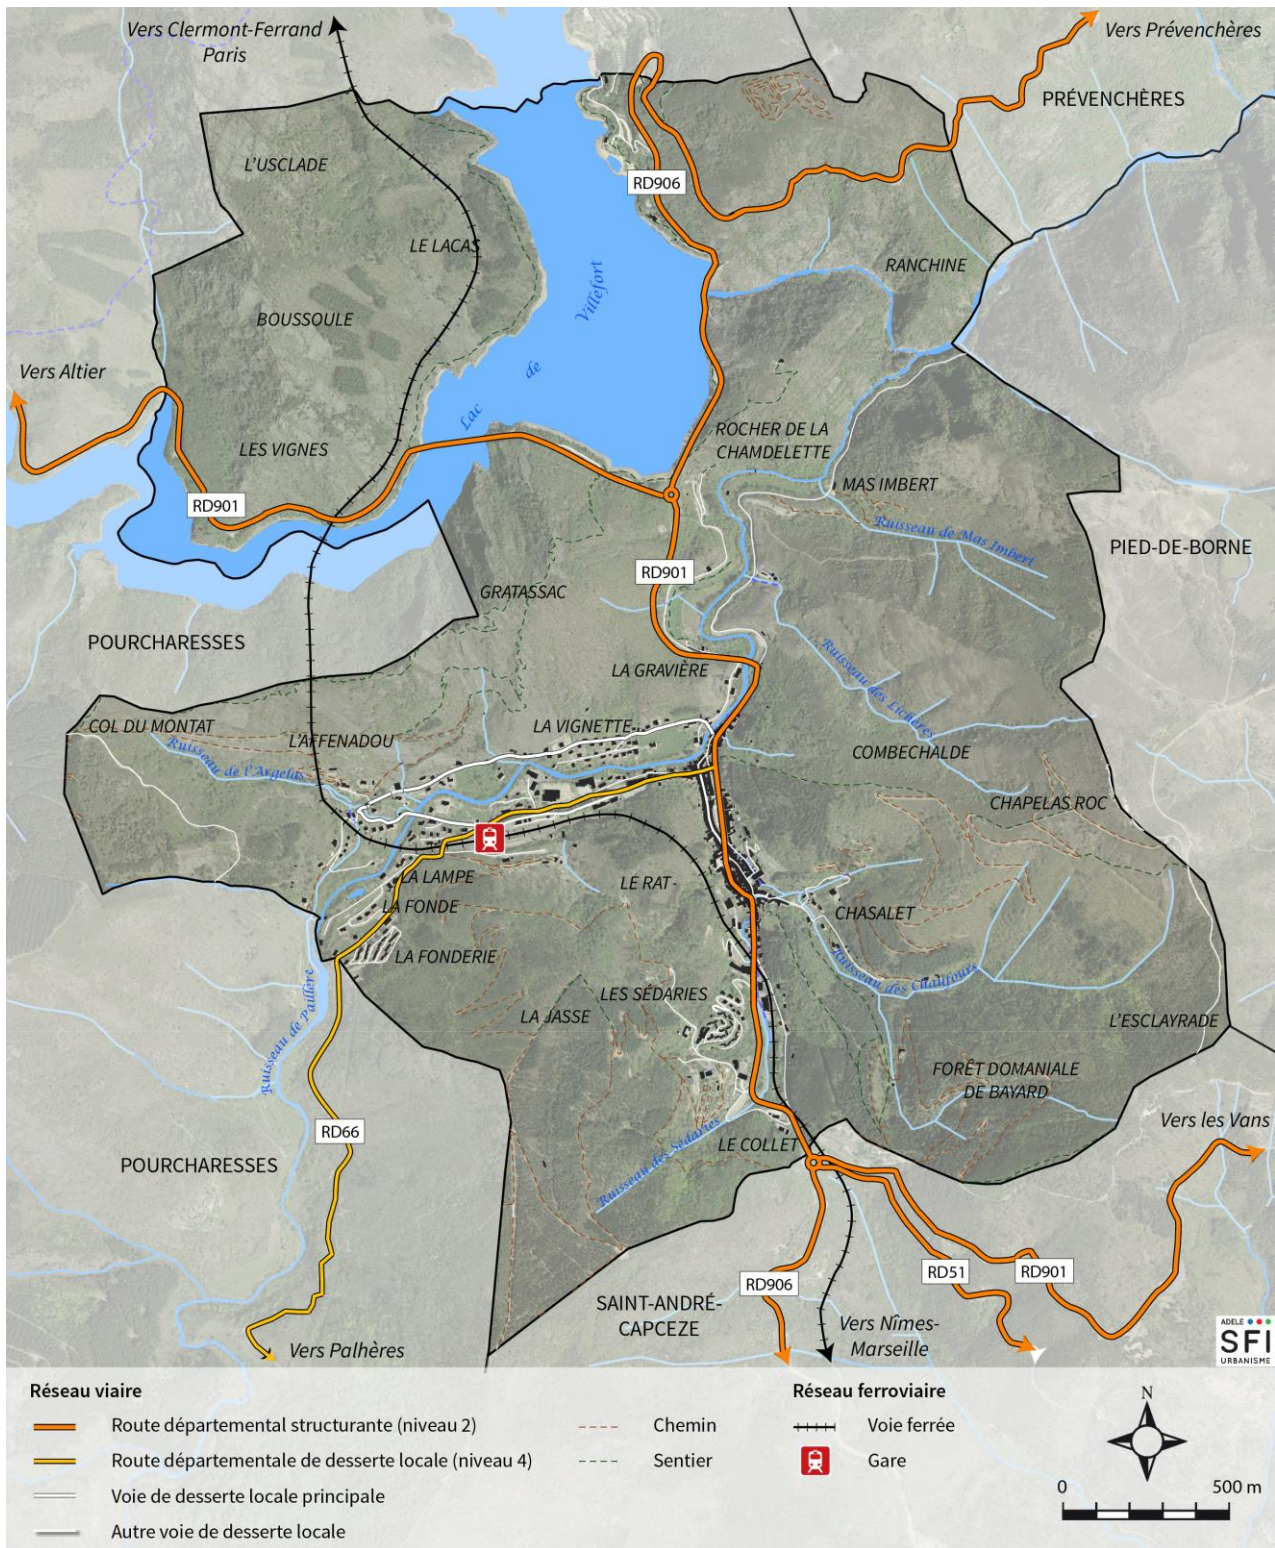 Vers Clermont-Ferrand
Paris
Vers Prévenchères
PRÉVENCHÈRES
L'USCLADE
RD906
LE LACAS
RANCHINE
Lac de Villefort
BOUSSOULE
Vers Altier
LES VIGNES
ROCHER DE LA
CHAMDELETTE
MAS IMBERT
RD901
Ruisseau de Mas Imbert
PIED-DE-BORNE
RD901
GRATASSAC
POURCHARESSES
LA GRAVIÈRE
Ruisseau des Lichères
COL DU MONTAT
L'AFFENADOU
LA VIGNETTE
COMBECHALDE
Ruisseau de l'Argelas
CHAPELAS ROC
LA LAMPE
LE RAT-
LA FONDE
CHASALET
LA FONDERIE
Ruisseau des Chaufours
LES SÉDARIES
LA JASSE
L'ESCLAYRADE
Ruisseau de Paillère
FORÊT DOMANIALE
DE BAYARD
RD66
Vers les Vans
LE COLLET
POURCHARESSES
Ruisseau des Sédaries
RD906
RD51
RD901
SAINT-ANDRÉ-
CAPCEZE
Vers Nîmes-
Marseille
Vers Palhères
ADELE
SFI
URBANISME
Réseau viaire
Réseau ferroviaire
Route départemental structurante (niveau 2)
Chemin
Voie ferrée
Route départementale de desserte locale (niveau 4)
Sentier
Gare
Voie de desserte locale principale
Autre voie de desserte locale
N
0 500 m